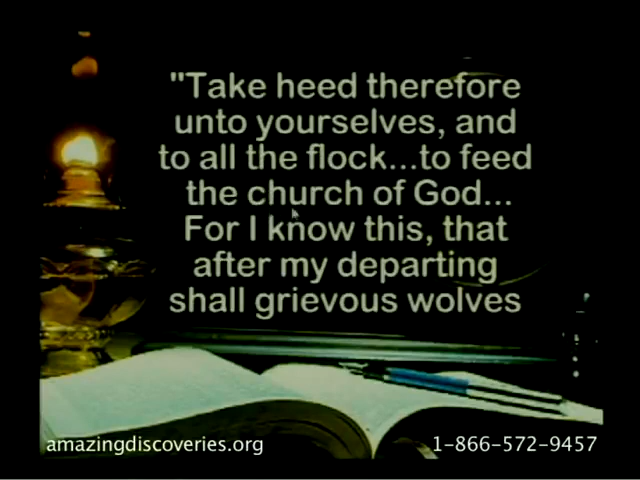 "Take heed therefore
unto yourselves, and
to all the flock...to feed
the church of God...
For I know this, that
after my departing
shall grievous wolves
amazingdiscoveries.org
1-866-572-9457